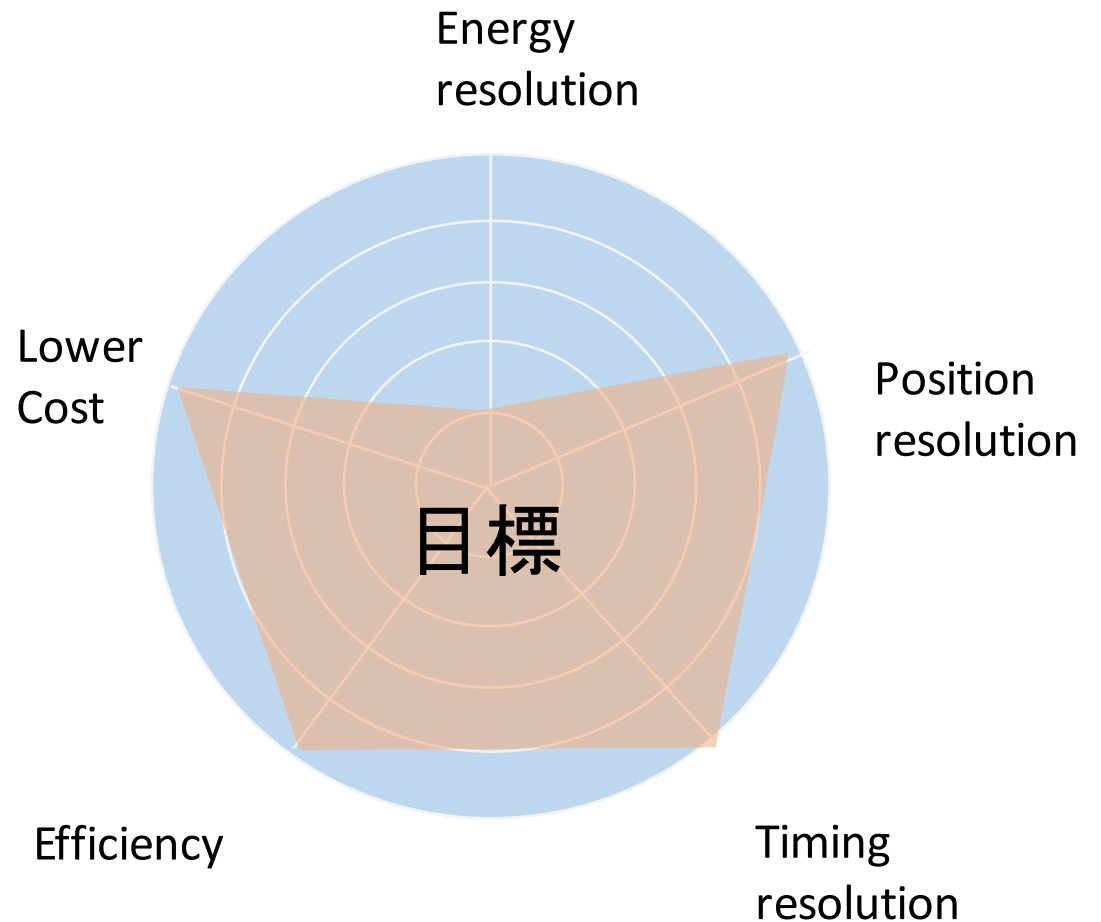 Energy
resolution
Lower
Cost
Position
resolution
目標
Efficiency
Timing
resolution